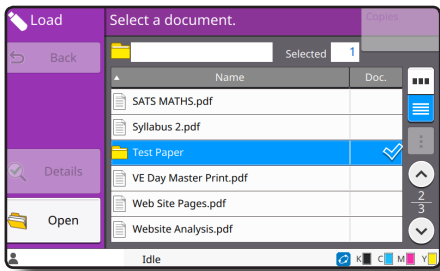 Load
Select a document.
Copies
Back
Selected 1
Name Doc.
SATS MATHS.pdf
Syllabus 2.pdf
Test Paper
Details
VE Day Master Print.pdf
2
3
Web Site Pages.pdf
Open
Website Analysis.pdf
Idle
K C M Y